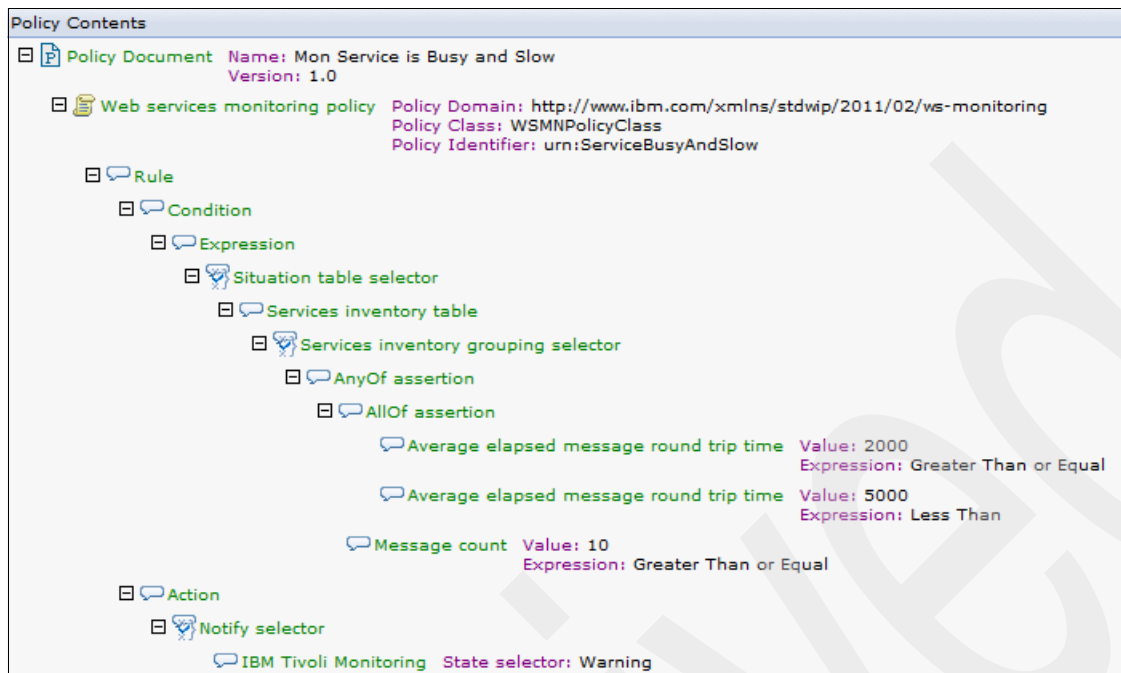 Policy Contents
Policy Document Name: Mon Service is Busy and Slow
Version: 1.0
Web services monitoring policy Policy Domain: http://www.ibm.com/xmlns/stdwip/2011/02/ws-monitoring
Policy Class: WSMNPolicyClass
Policy Identifier: urn:ServiceBusyAndSlow
Rule
Condition
Expression
Situation table selector
Services inventory table
Services inventory grouping selector
AnyOf assertion
AllOf assertion
Average elapsed message round trip time Value: 2000
Expression: Greater Than or Equal
Average elapsed message round trip time Value: 5000
Expression: Less Than
Message count Value: 10
Expression: Greater Than or Equal
Action
Notify selector
IBM Tivoli Monitoring State selector: Warning